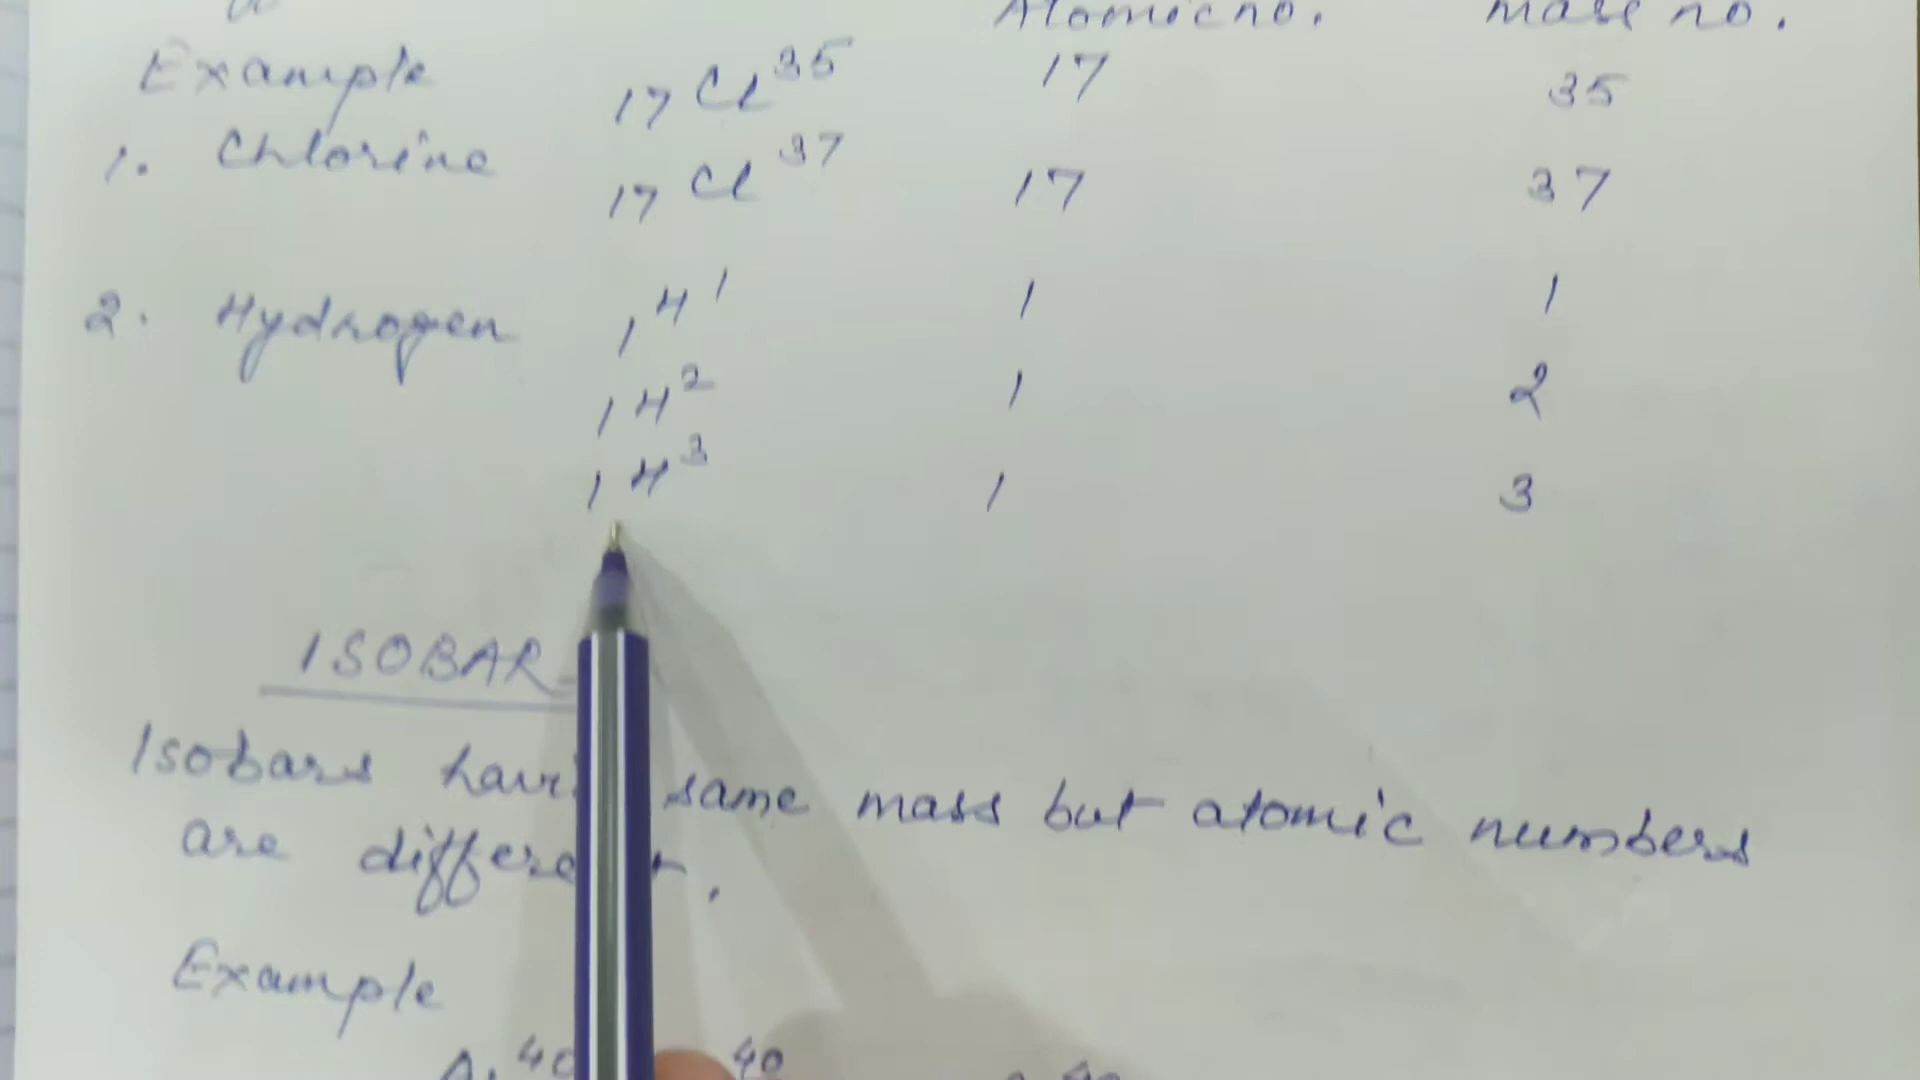 Atomic no. Mass no.
Example 17Cl35 17 35
1. Chlorine 17Cl37 17 37
2. Hydrogen 1H1 1 1
1H2 1 2
1H3 1 3
ISOBAR
Isobars same mass but atomic numbers
are
Example
40 40